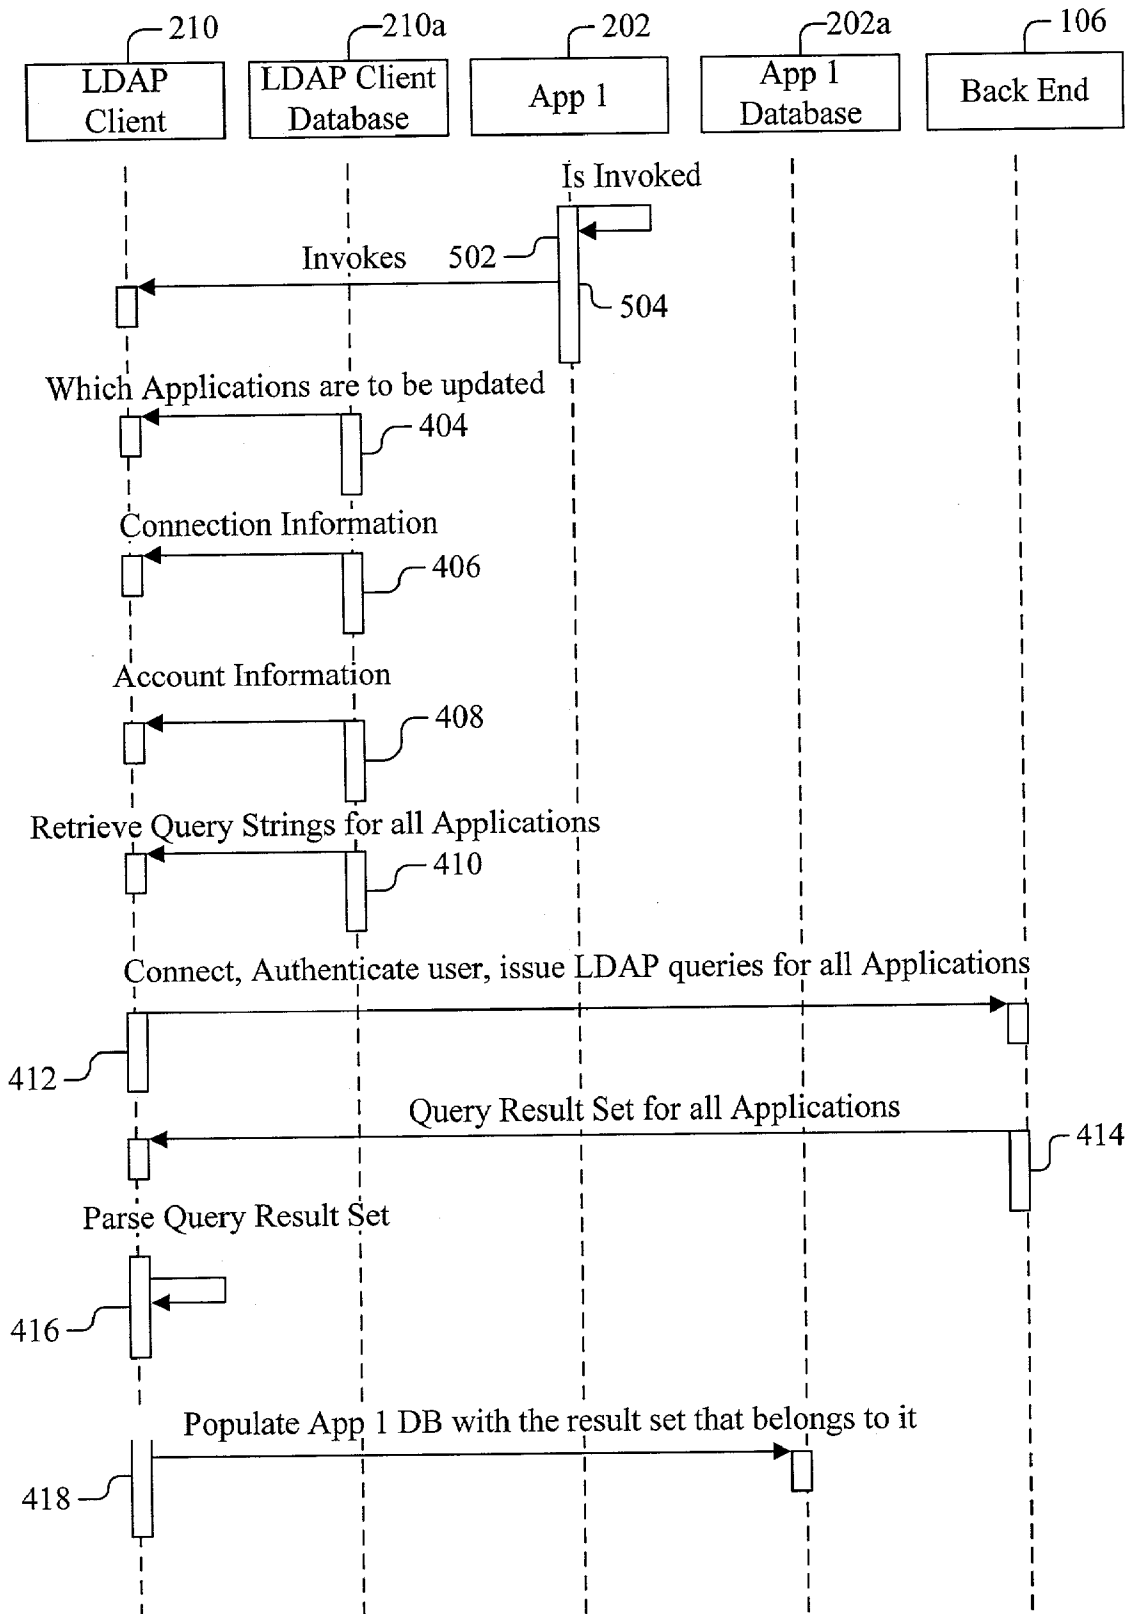 210
210a
202
202a
106
LDAP
Client
LDAP Client
Database
App 1
App 1
Database
Back End
Is Invoked
Invokes
502
504
Which Applications are to be updated
404
Connection Information
406
Account Information
408
Retrieve Query Strings for all Applications
410
Connect, Authenticate user, issue LDAP queries for all Applications
412
Query Result Set for all Applications
414
Parse Query Result Set
416
Populate App 1 DB with the result set that belongs to it
418